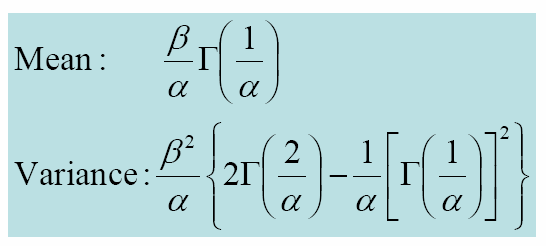 Mean : β/α Γ(1/α)
Variance : β²/α {2Γ(2/α) − 1/α [Γ(1/α)]²}